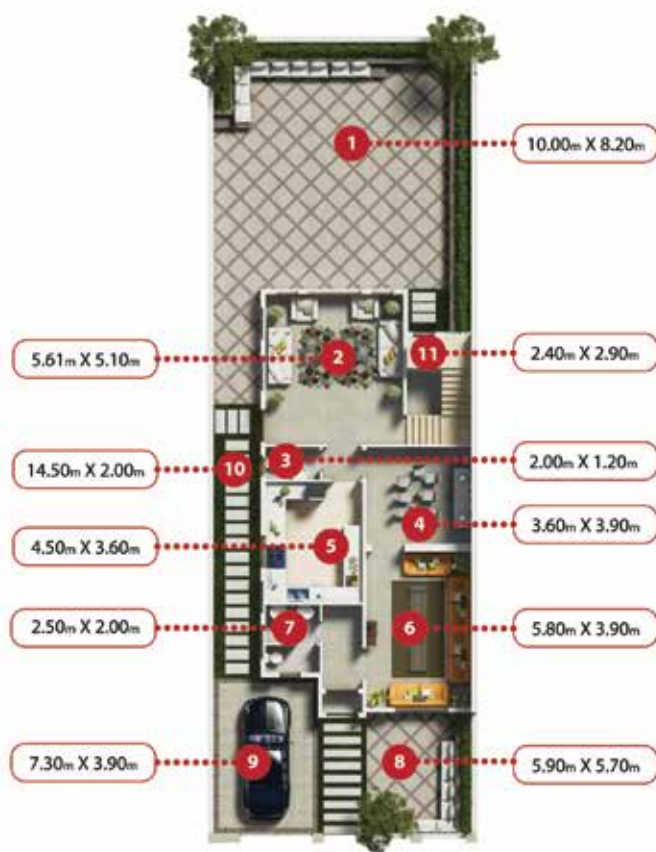 1
10.00m X 8.20m
5.61m X 5.10m
2
11
2.40m X 2.90m
14.50m X 2.00m
10
3
2.00m X 1.20m
4
3.60m X 3.90m
4.50m X 3.60m
5
2.50m X 2.00m
7
6
5.80m X 3.90m
7.30m X 3.90m
9
8
5.90m X 5.70m